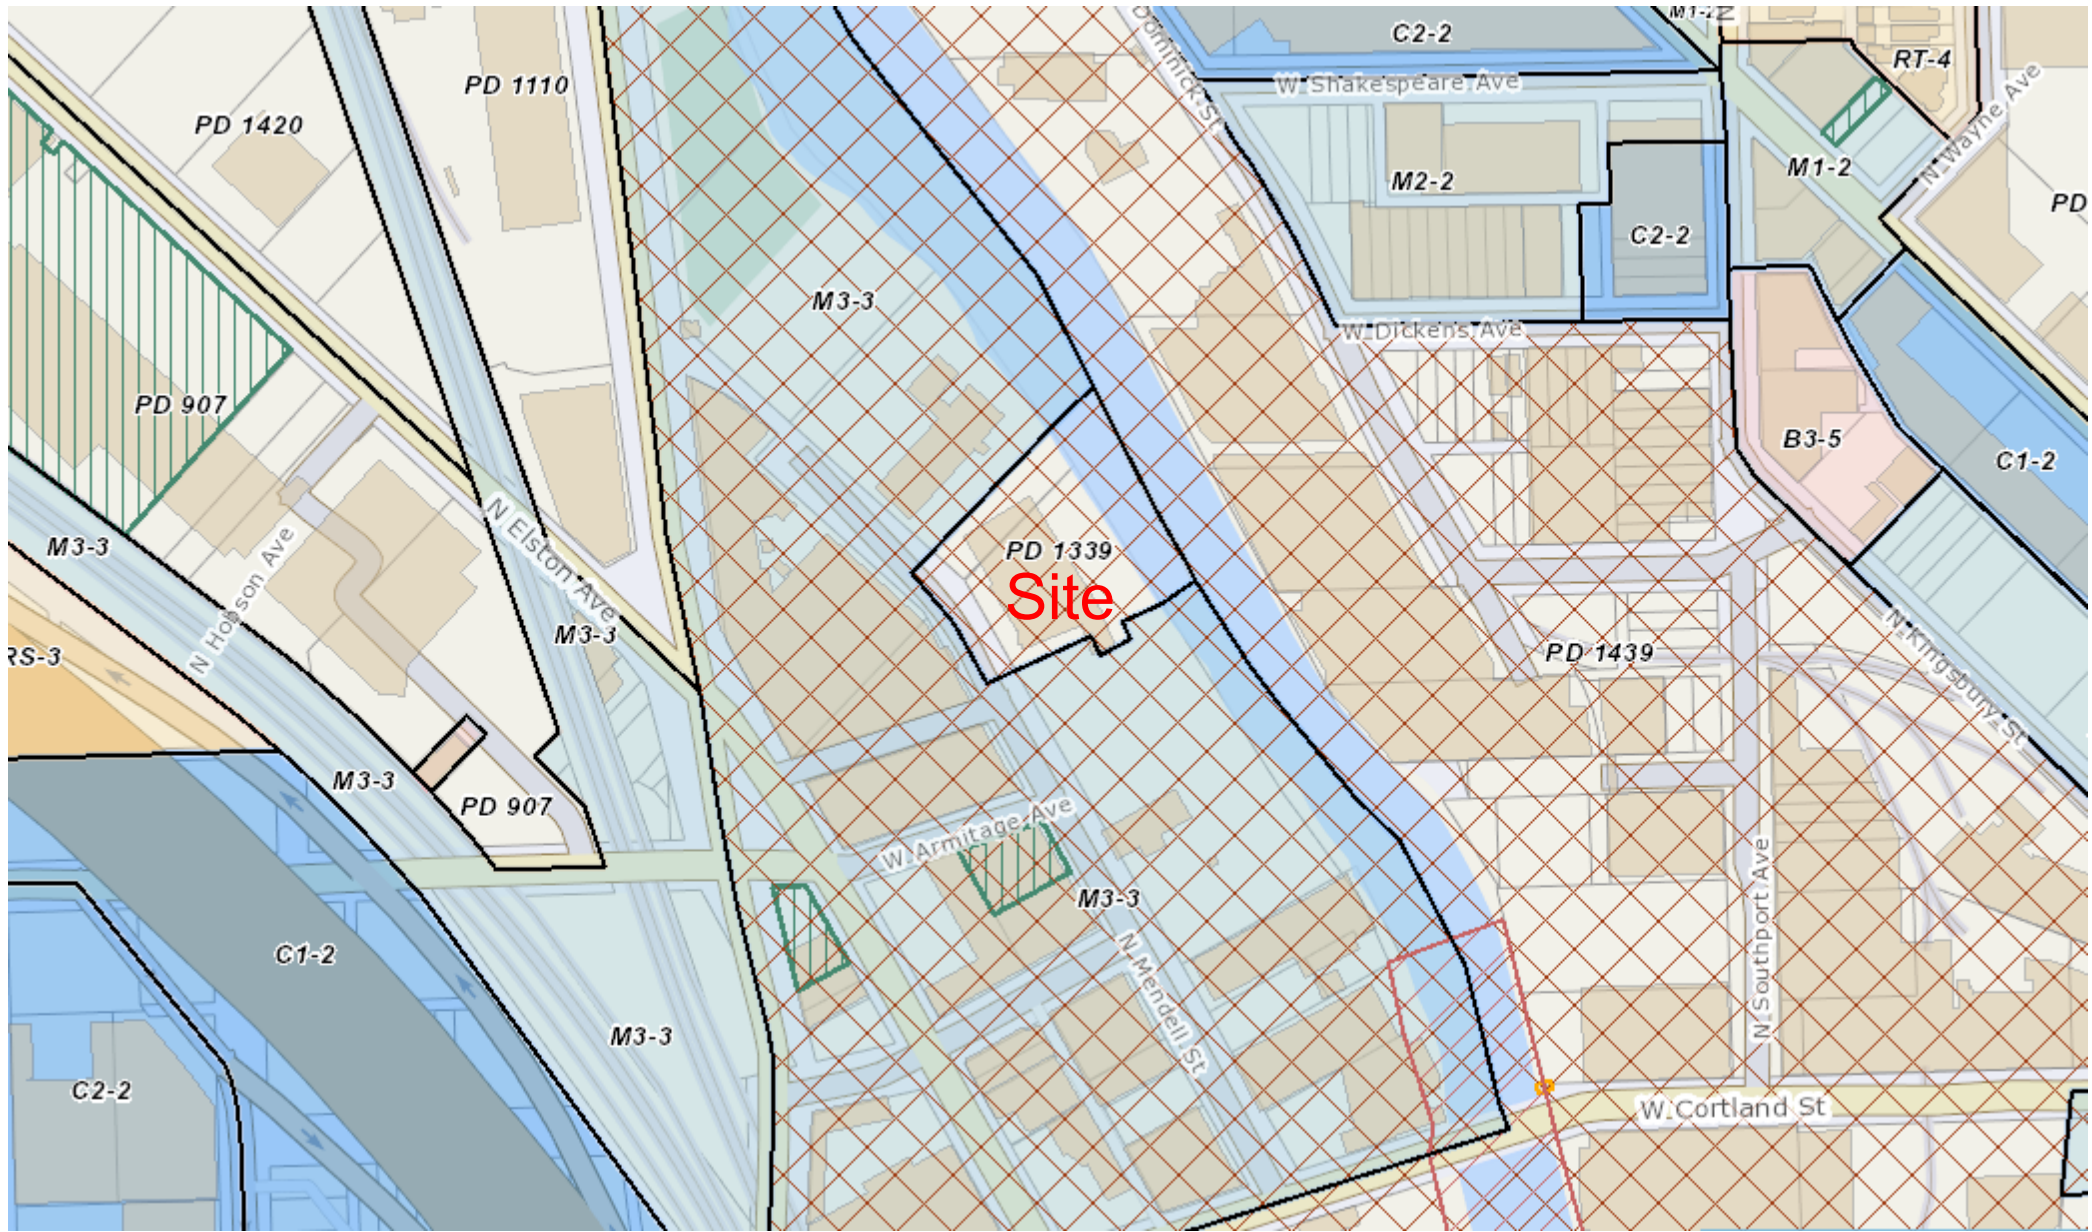 C2-2
M1-2
N
RT-4
PD 1110
W Shakespeare Ave
Dominick St
PD 1420
N Wayne Ave
M1-2
M2-2
PD
C2-2
M3-3
W Dickens Ave
PD 907
B3-5
C1-2
M3-3
N Elston Ave
PD 1339
Site
N Hobson Ave
M3-3
RS-3
PD 1439
N Kingsbury St
M3-3
PD 907
W Armitage Ave
M3-3
C1-2
N Mendell St
N Southport Ave
M3-3
C2-2
W Cortland St